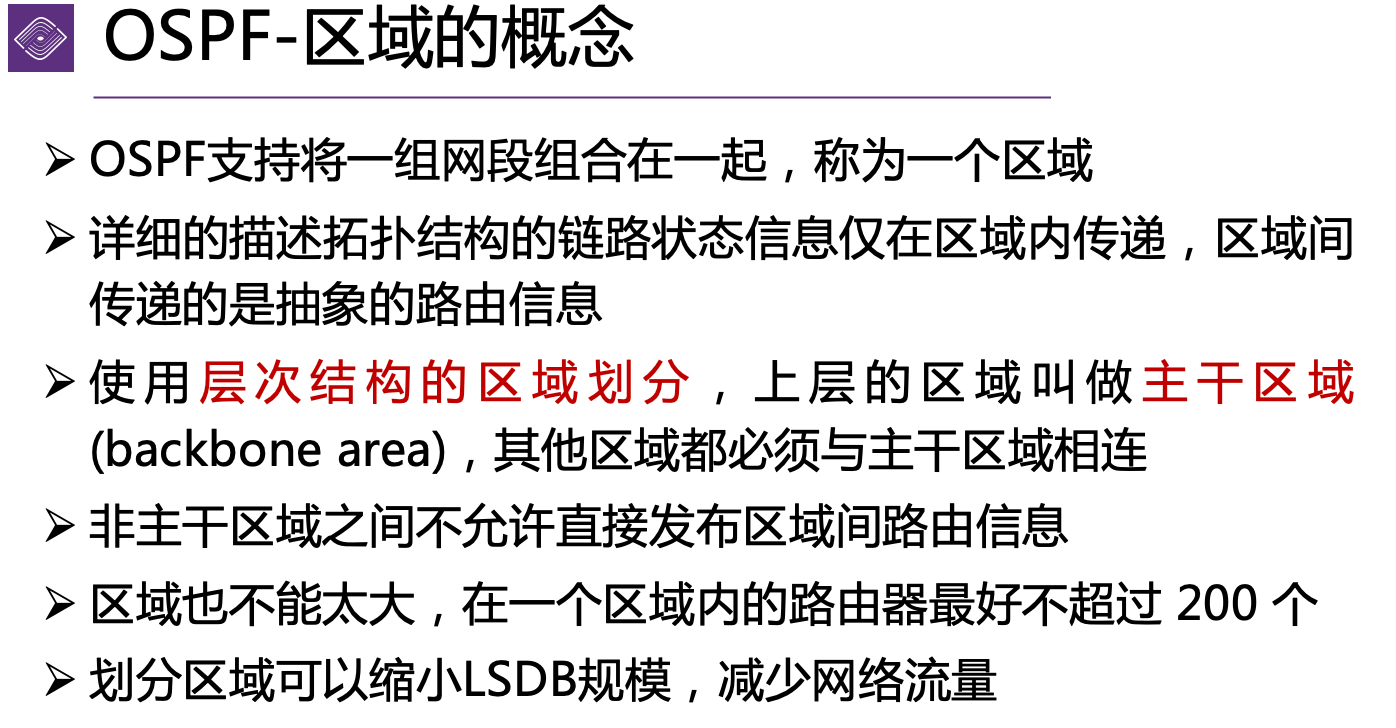 OSPF-区域的概念
➢ OSPF支持将一组网段组合在一起，称为一个区域
➢ 详细的描述拓扑结构的链路状态信息仅在区域内传递，区域间
传递的是抽象的路由信息
➢ 使用层次结构的区域划分，上层的区域叫做主干区域
(backbone area)，其他区域都必须与主干区域相连
➢ 非主干区域之间不允许直接发布区域间路由信息
➢ 区域也不能太大，在一个区域内的路由器最好不超过 200 个
➢ 划分区域可以缩小LSDB规模，减少网络流量